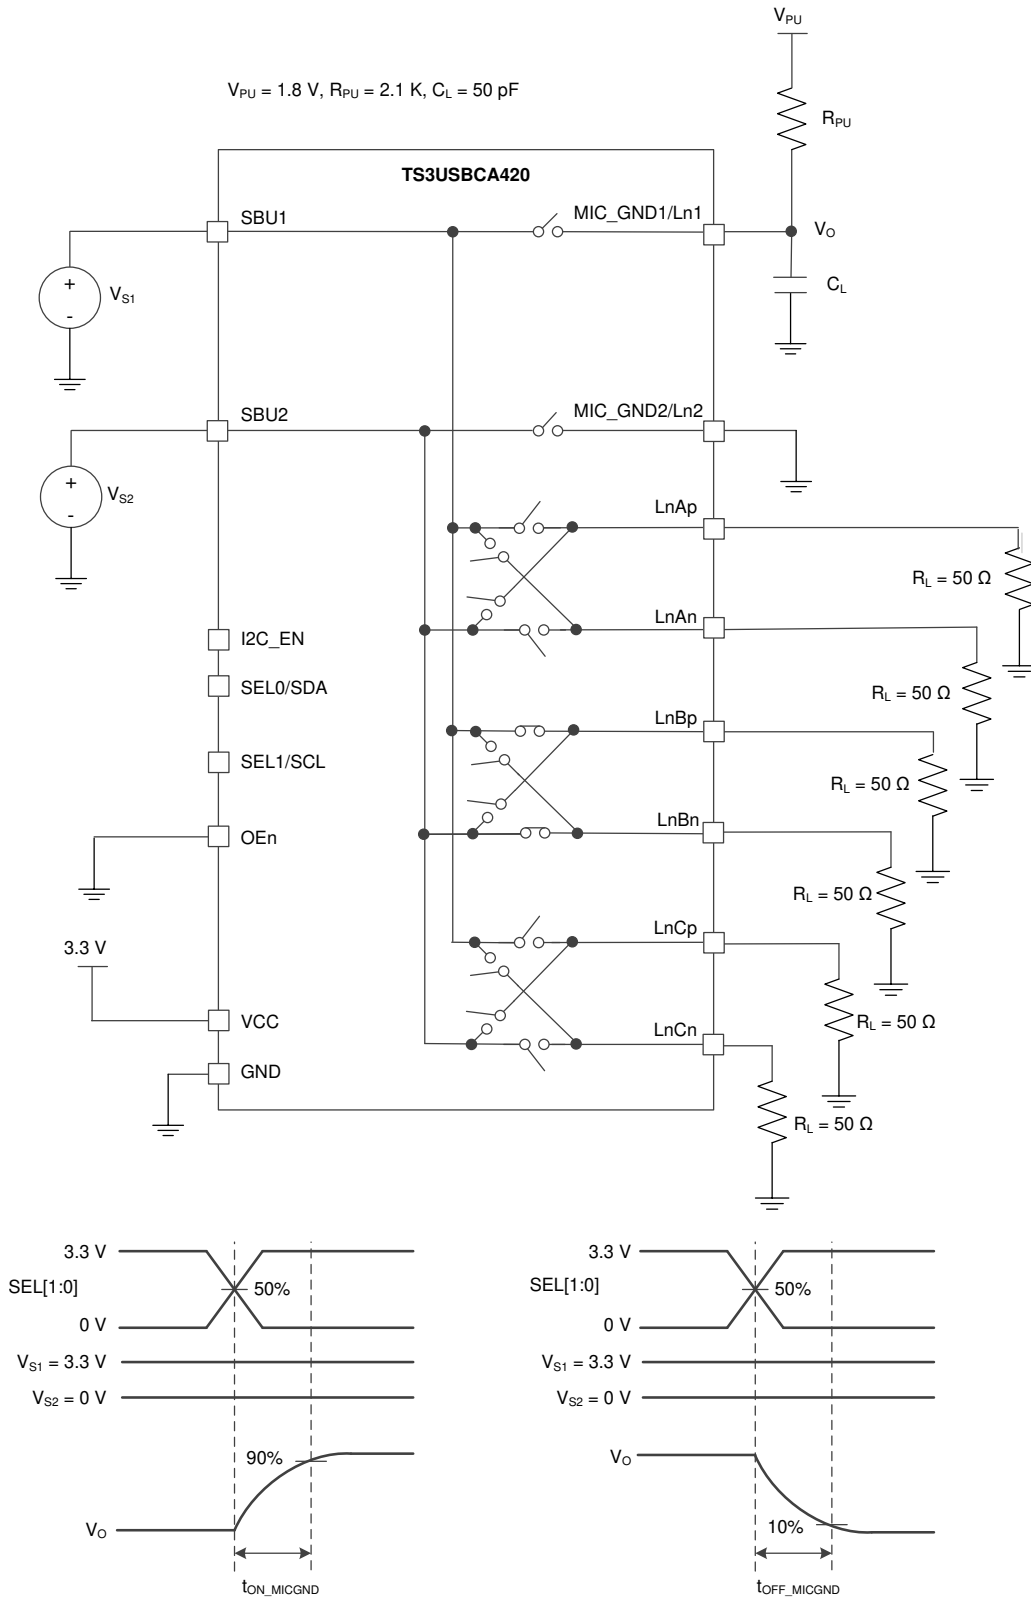 V_PU
V_PU = 1.8 V, R_PU = 2.1 K, C_L = 50 pF
R_PU
TS3USBCA420
SBU1
MIC_GND1/Ln1
V_O
+
-
V_S1
C_L
SBU2
MIC_GND2/Ln2
+
-
V_S2
LnAp
R_L = 50 Ω
LnAn
I2C_EN
SEL0/SDA
R_L = 50 Ω
LnBp
SEL1/SCL
R_L = 50 Ω
LnBn
OEn
R_L = 50 Ω
LnCp
3.3 V
VCC
R_L = 50 Ω
LnCn
GND
R_L = 50 Ω
3.3 V
SEL[1:0]
50%
0 V
V_S1 = 3.3 V
V_S2 = 0 V
90%
V_O
t_ON_MICGND
3.3 V
SEL[1:0]
50%
0 V
V_S1 = 3.3 V
V_S2 = 0 V
V_O
10%
t_OFF_MICGND